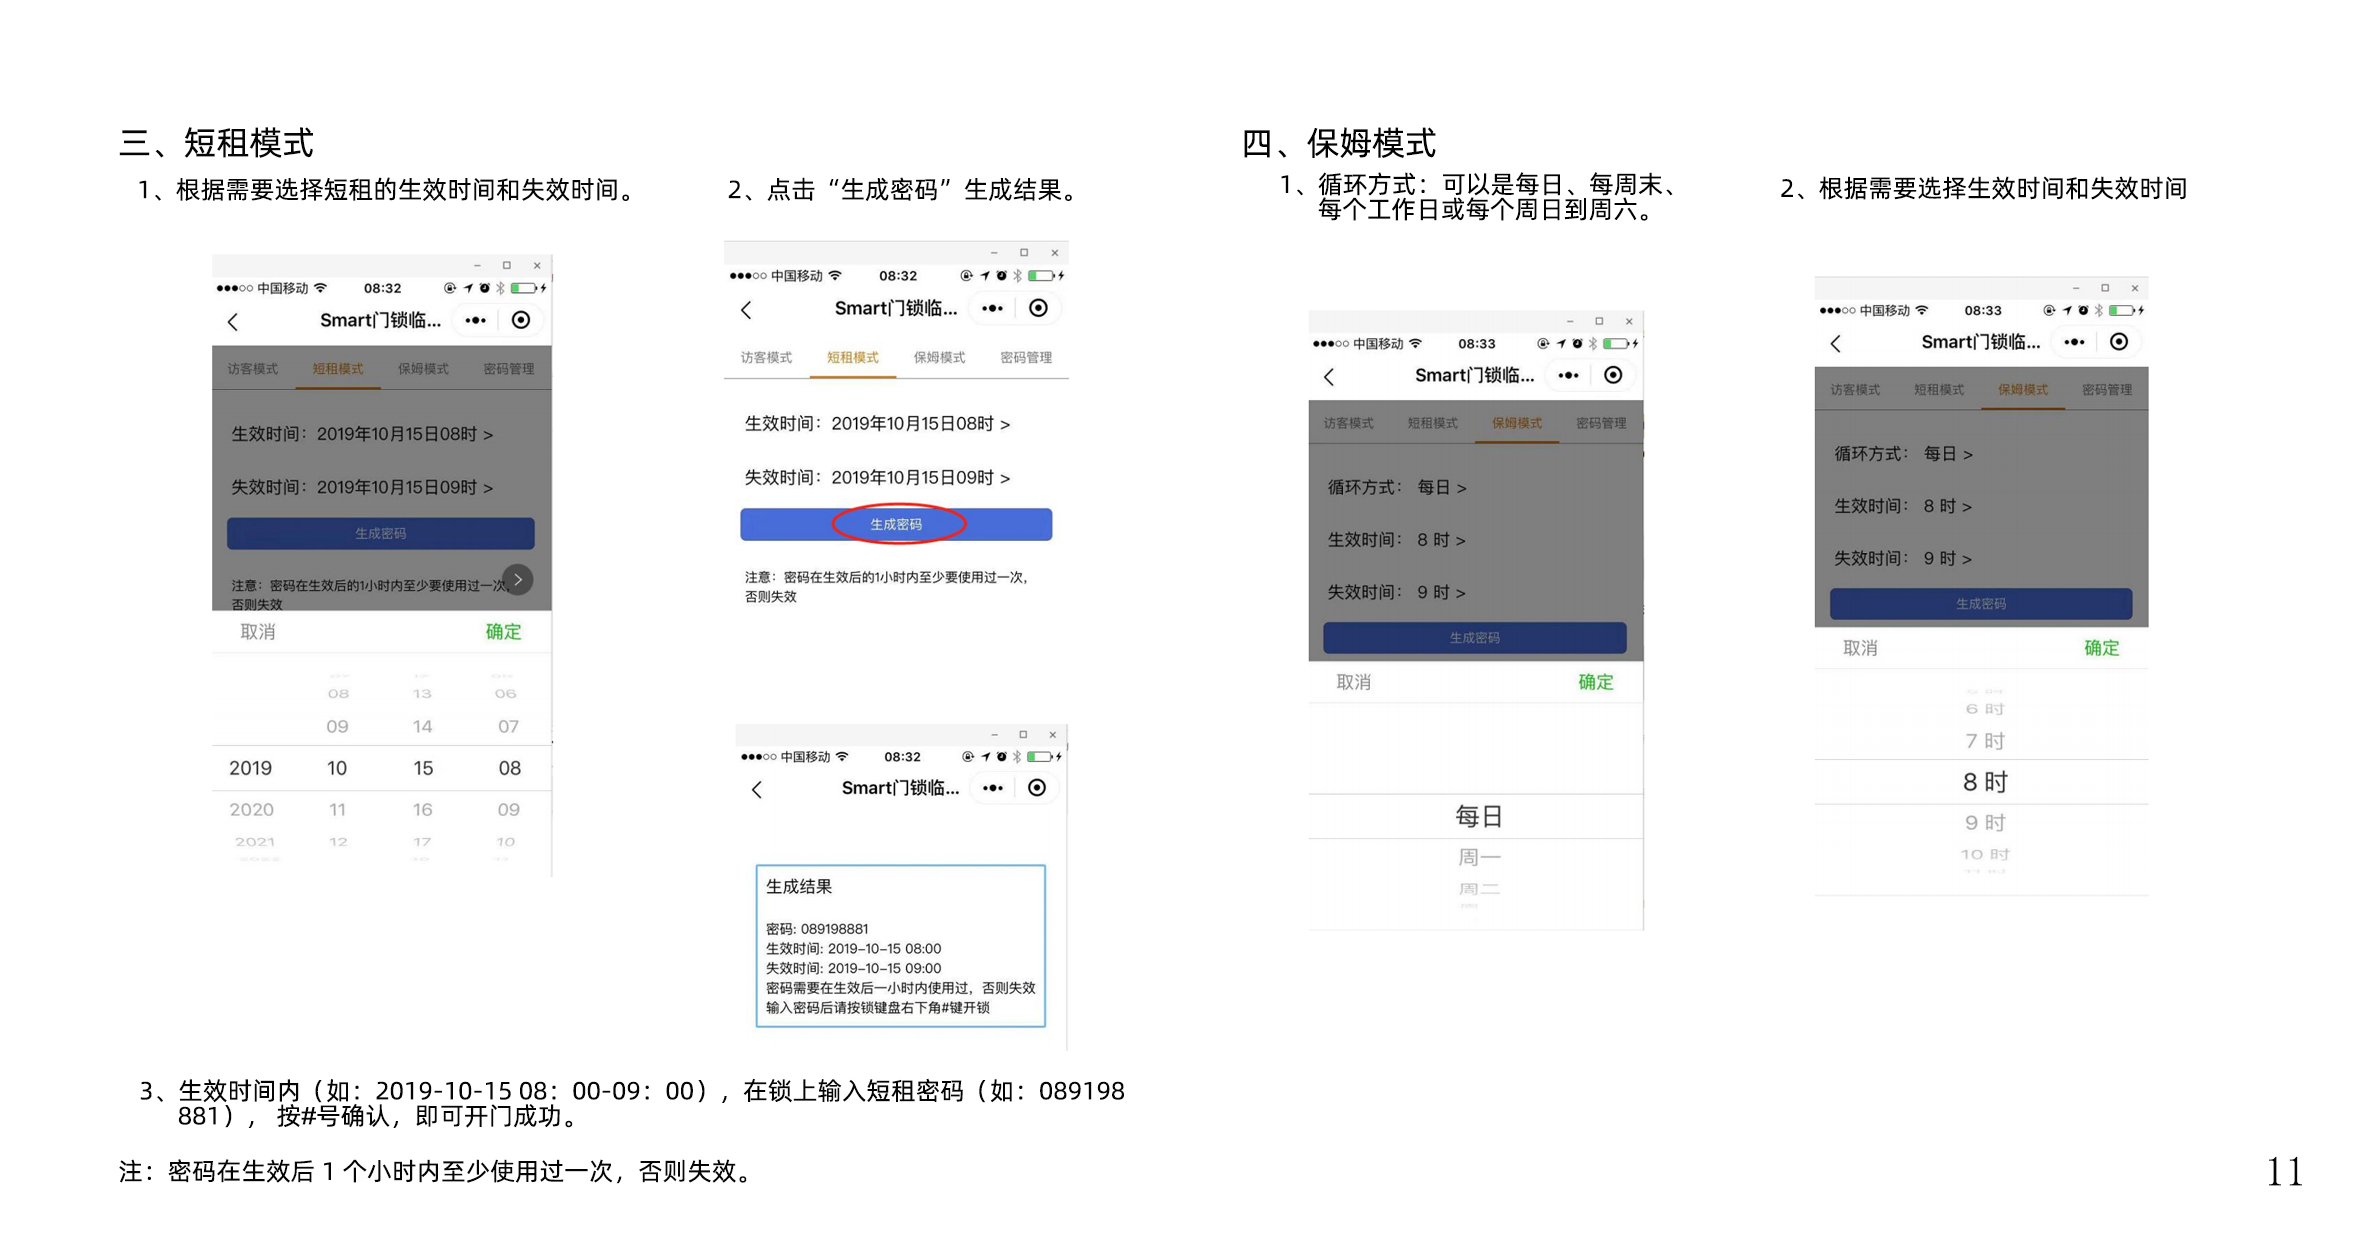 三、短租模式
1、根据需要选择短租的生效时间和失效时间。
2、点击“生成密码”生成结果。
中国移动 08:32
Smart门锁临...
访客模式 短租模式 保姆模式 密码管理
生效时间：2019年10月15日08时 >
失效时间：2019年10月15日09时 >
生成密码
注意：密码在生效后的1小时内至少要使用过一次，
否则失效
取消 确定
08 13 06
09 14 07
2019 10 15 08
2020 11 16 09
2021 12 17 10
中国移动 08:32
Smart门锁临...
访客模式 短租模式 保姆模式 密码管理
生效时间：2019年10月15日08时 >
失效时间：2019年10月15日09时 >
生成密码
注意：密码在生效后的1小时内至少要使用过一次，
否则失效
中国移动 08:32
Smart门锁临...
生成结果
密码: 089198881
生效时间: 2019-10-15 08:00
失效时间: 2019-10-15 09:00
密码需要在生效后一小时内使用过，否则失效
输入密码后请按锁键盘右下角#键开锁
3、生效时间内（如：2019-10-15 08：00-09：00），在锁上输入短租密码（如：089198
881）， 按#号确认，即可开门成功。
注：密码在生效后 1 个小时内至少使用过一次，否则失效。
四、保姆模式
1、循环方式：可以是每日、每周末、
每个工作日或每个周日到周六。
2、根据需要选择生效时间和失效时间
中国移动 08:33
Smart门锁临...
访客模式 短租模式 保姆模式 密码管理
循环方式： 每日 >
生效时间： 8 时 >
失效时间： 9 时 >
生成密码
取消 确定
每日
周一
周二
中国移动 08:33
Smart门锁临...
访客模式 短租模式 保姆模式 密码管理
循环方式： 每日 >
生效时间： 8 时 >
失效时间： 9 时 >
生成密码
取消 确定
6 时
7 时
8 时
9 时
10 时
11